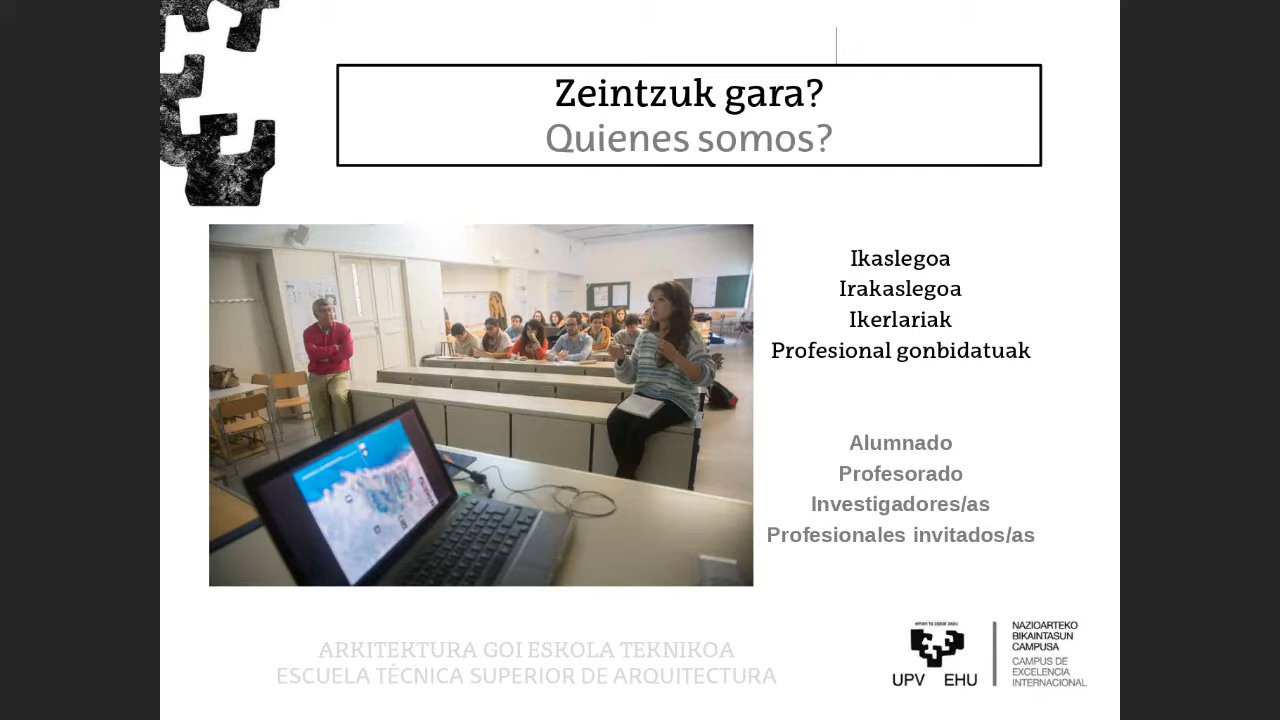 Zeintzuk gara?
Quienes somos?
Ikaslegoa
Irakaslegoa
Ikerlariak
Profesional gonbidatuak
Alumnado
Profesorado
Investigadores/as
Profesionales invitados/as
ARKITEKTURA GOI ESKOLA TEKNIKOA
ESCUELA TÉCNICA SUPERIOR DE ARQUITECTURA
eman ta zabal zazu
UPV EHU
NAZIOARTEKO
BIKAINTASUN
CAMPUSA
CAMPUS DE
EXCELENCIA
INTERNACIONAL